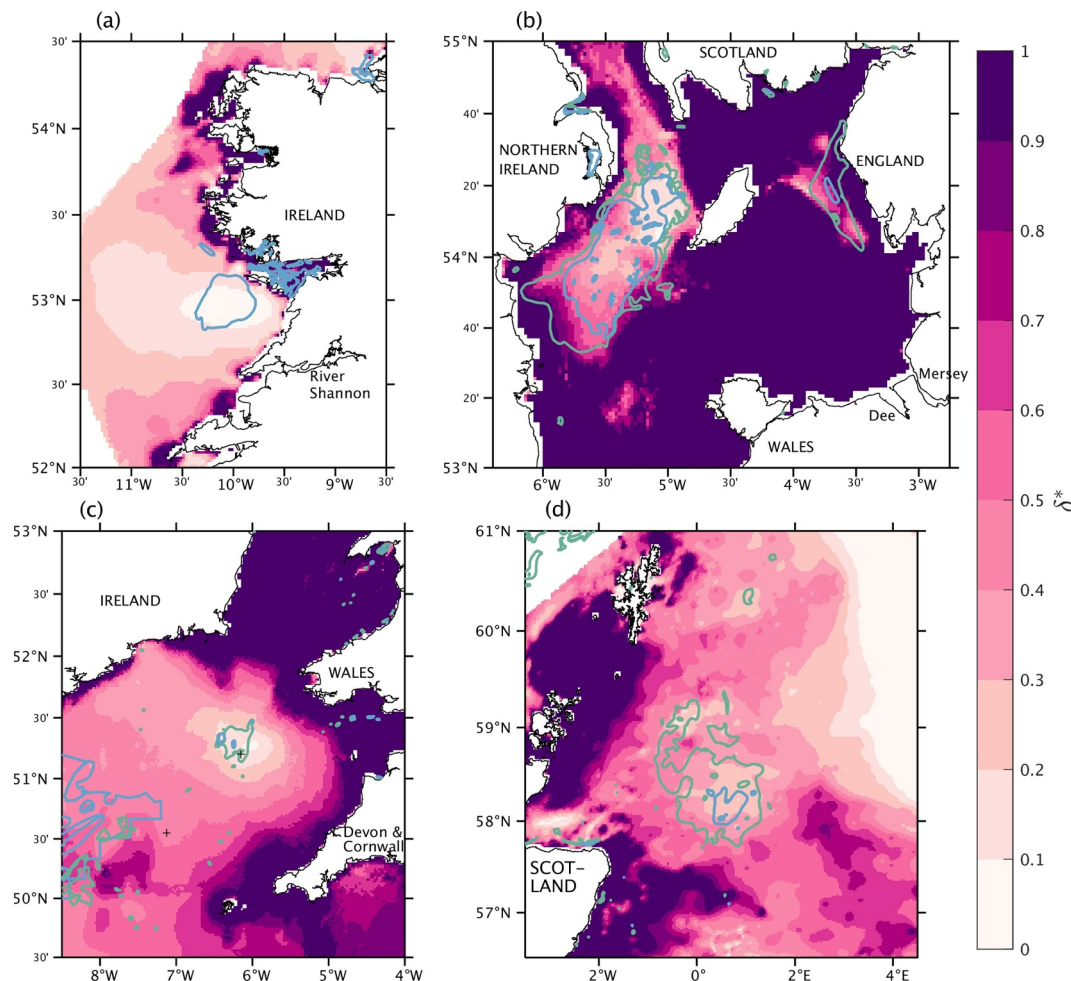 (a)
30'
54°N
30'
53°N
30'
52°N
IRELAND
River
Shannon
11°W
30'
10°W
30'
9°W
30'
(b)
55°N
40'
20'
54°N
40'
20'
53°N
SCOTLAND
NORTHERN
IRELAND
ENGLAND
Mersey
Dee
WALES
6°W
5°W
4°W
3°W
(c)
53°N
30'
52°N
30'
51°N
30'
50°N
30'
IRELAND
WALES
Devon &
Cornwall
8°W
7°W
6°W
5°W
4°W
(d)
61°N
60°N
59°N
58°N
57°N
SCOT-
LAND
2°W
0°
2°E
4°E
1
0.9
0.8
0.7
0.6
0.5
0.4
0.3
0.2
0.1
0
δ*